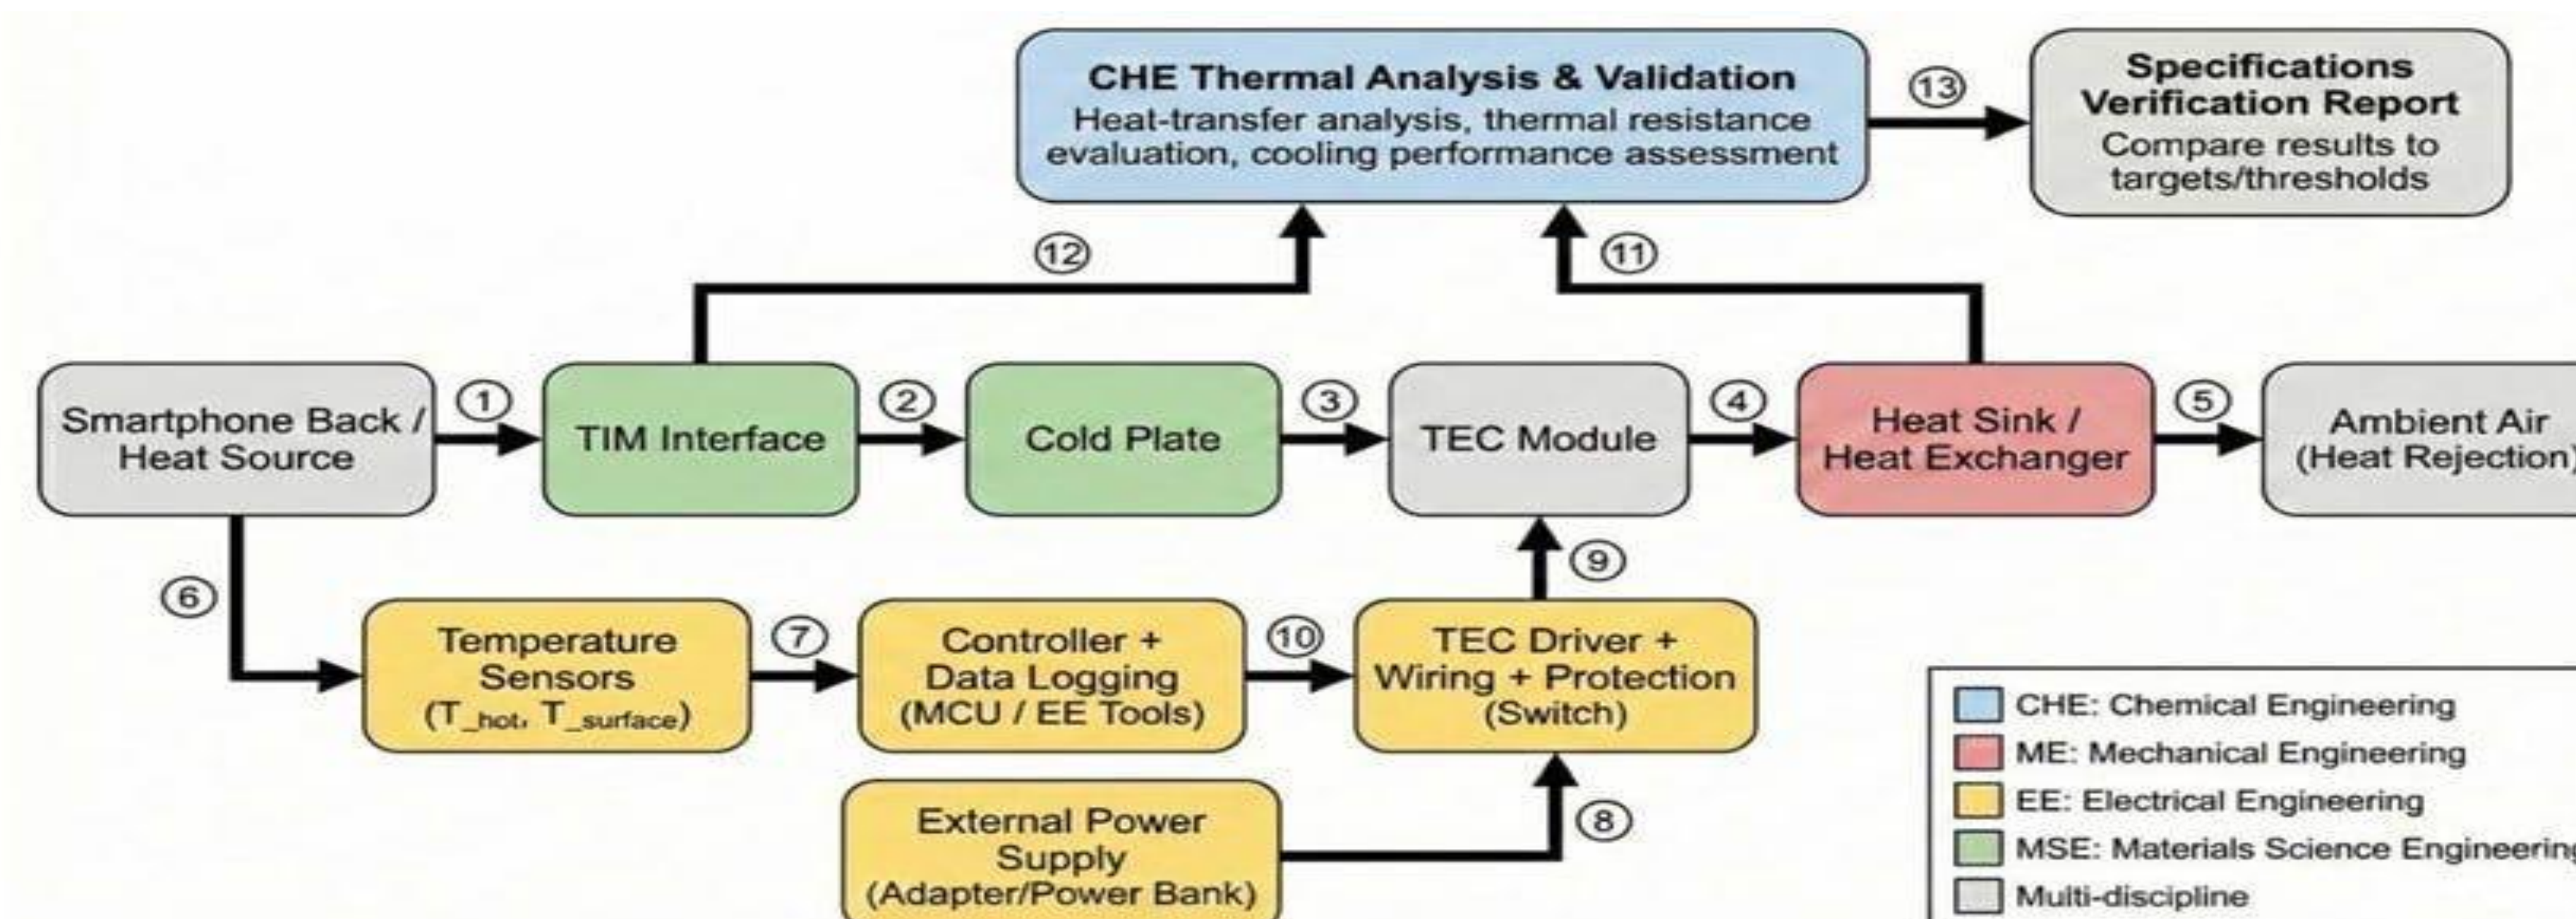 CHE Thermal Analysis & Validation
Heat-transfer analysis, thermal resistance
evaluation, cooling performance assessment
13
Specifications
Verification Report
Compare results to
targets/thresholds
12
11
Smartphone Back /
Heat Source
1
TIM Interface
2
Cold Plate
3
TEC Module
4
Heat Sink /
Heat Exchanger
5
Ambient Air
(Heat Rejection)
6
9
Temperature
Sensors
(T_hot, T_surface)
7
Controller +
Data Logging
(MCU / EE Tools)
10
TEC Driver +
Wiring + Protection
(Switch)
External Power
Supply
(Adapter/Power Bank)
8
CHE: Chemical Engineering
ME: Mechanical Engineering
EE: Electrical Engineering
MSE: Materials Science Engineering
Multi-discipline